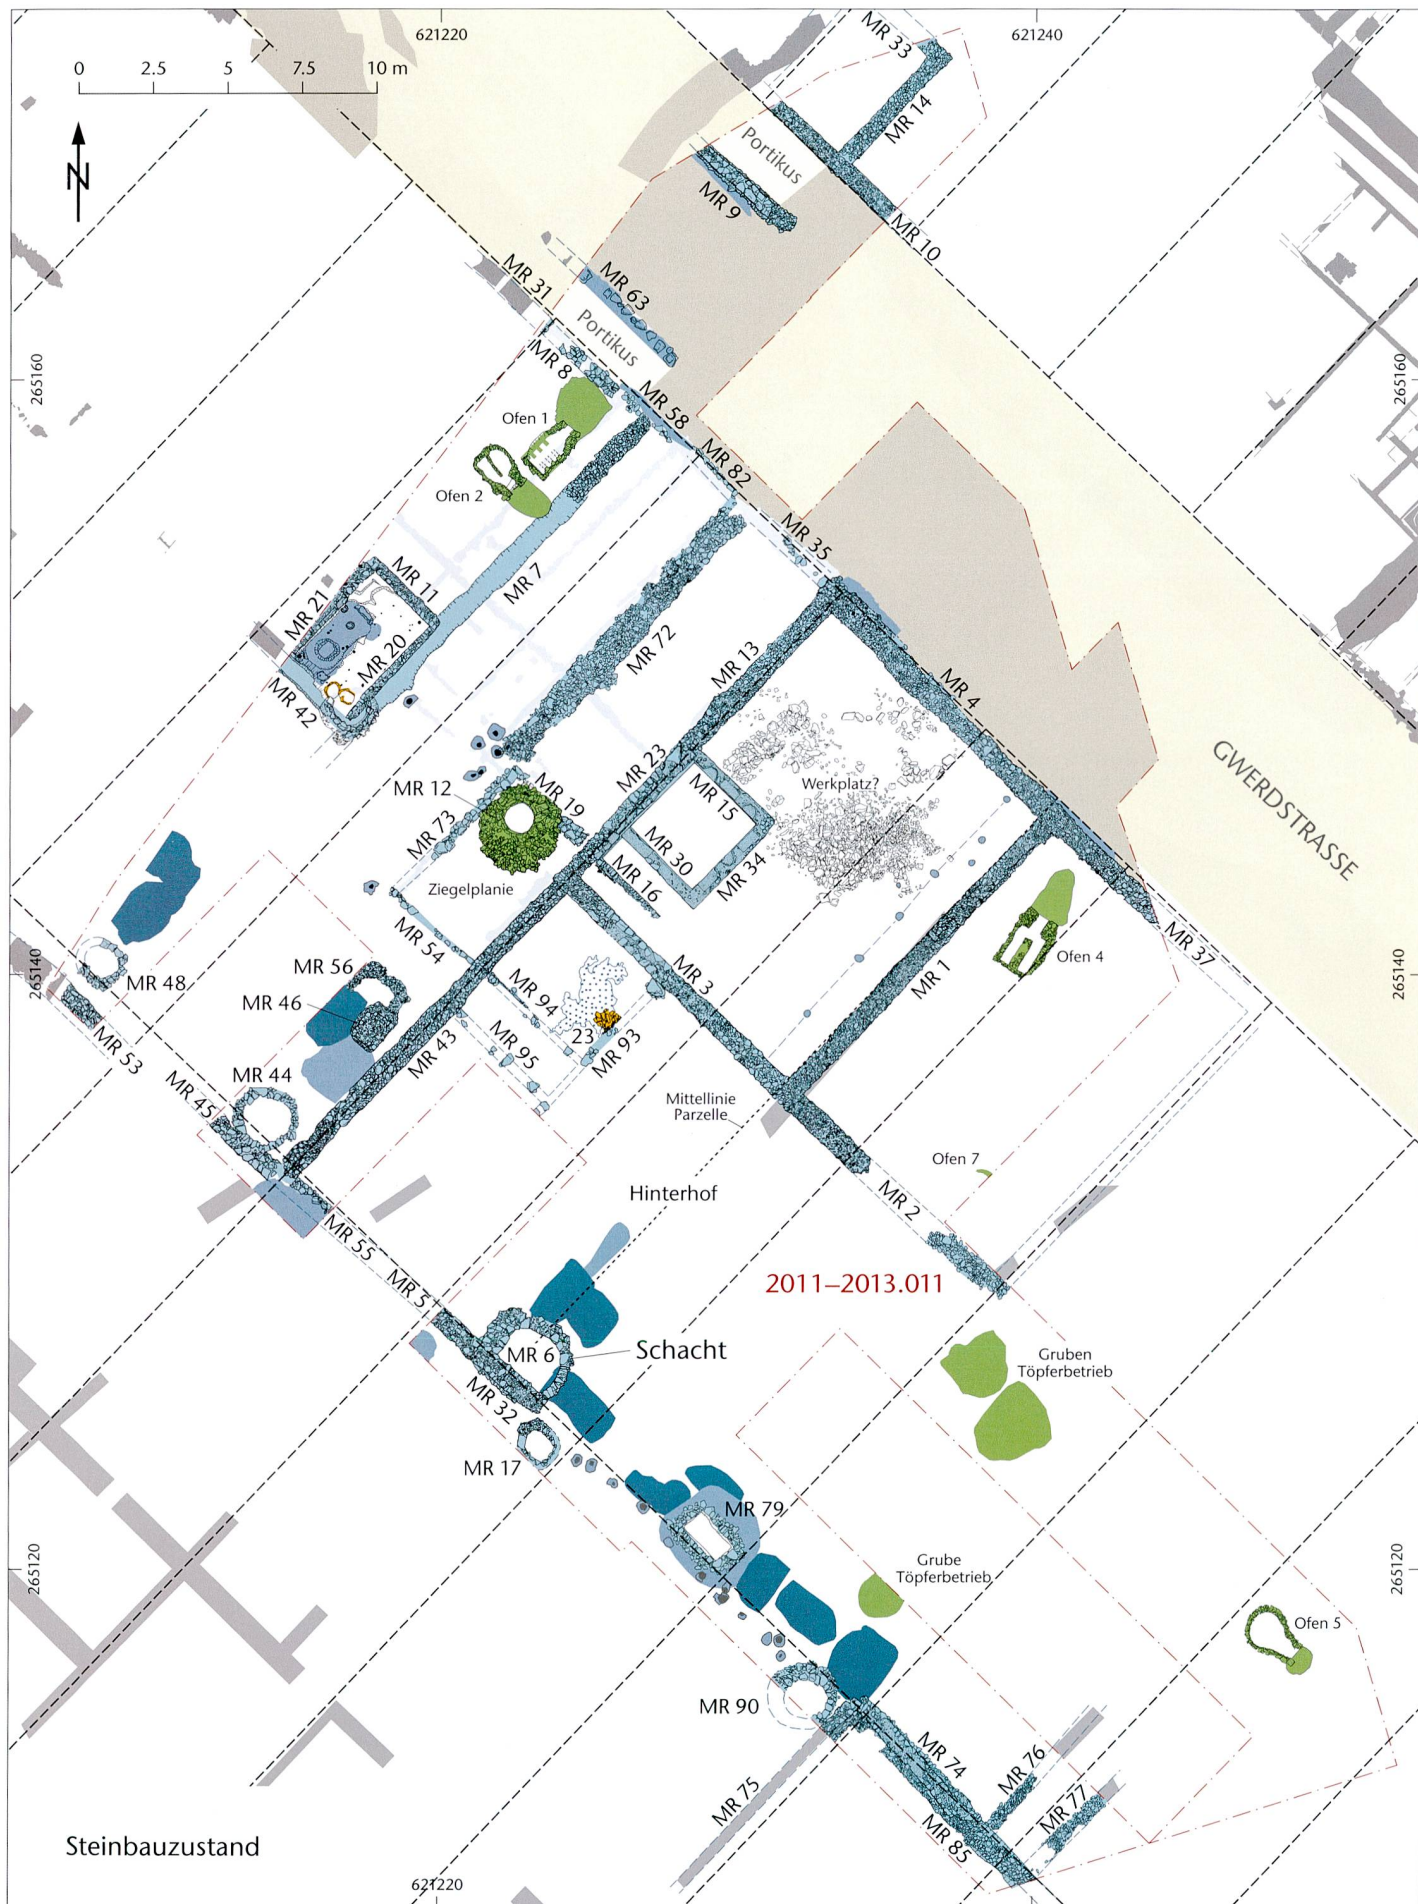 621220
621240
0 2.5 5 7.5 10 m
N
MR 33
MR 14
Portikus
MR 9
MR 10
MR 31
MR 63
Portikus
MR 8
265160
265160
MR 58
Ofen 1
MR 82
Ofen 2
MR 35
MR 11
MR 7
MR 21
MR 20
MR 72
MR 13
MR 42
MR 4
GWERDSTRASSE
MR 23
MR 12
MR 19
MR 15
Werkplatz?
MR 73
MR 30
MR 34
MR 16
Ziegelplanie
MR 54
MR 37
Ofen 4
265140
265140
MR 48
MR 56
MR 3
MR 1
MR 46
MR 94
23
MR 93
MR 95
MR 53
MR 43
MR 44
MR 45
Mittellinie
Parzelle
Ofen 7
Hinterhof
MR 2
MR 55
2011–2013.011
MR 5
MR 6
Schacht
Gruben
Töpferbetrieb
MR 32
MR 17
MR 79
265120
265120
Grube
Töpferbetrieb
Ofen 5
MR 90
MR 74
MR 76
MR 75
MR 77
MR 85
Steinbauzustand
621220